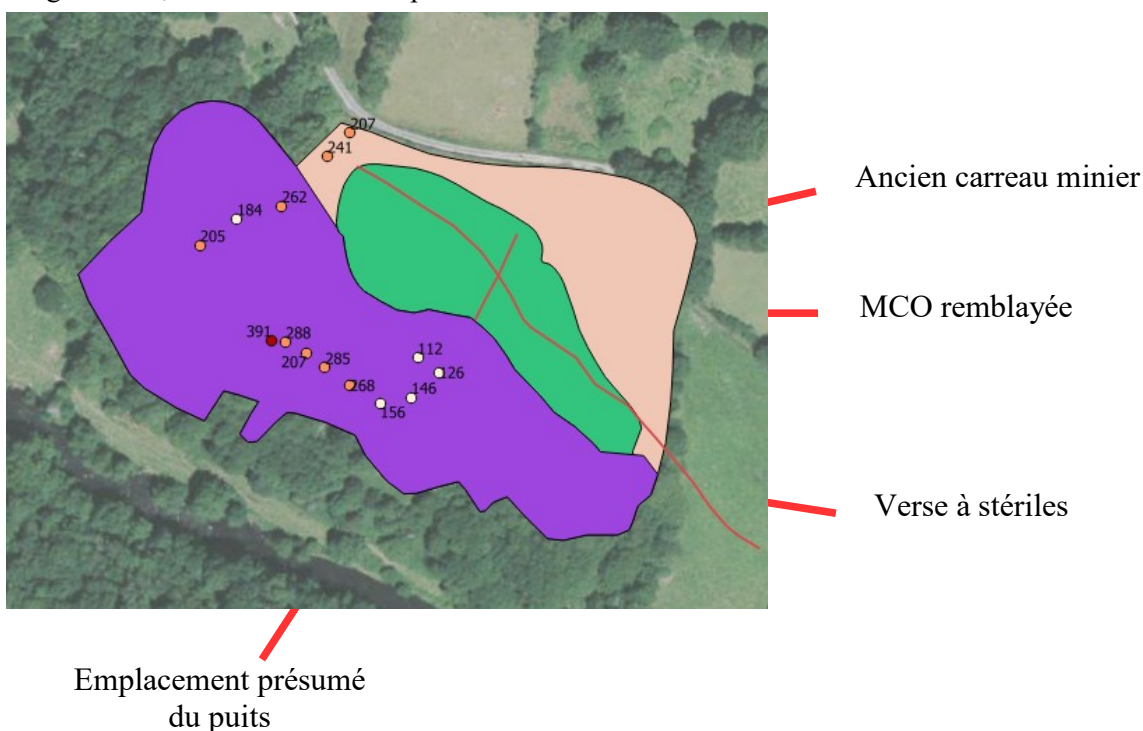 207
241
262
184
205
391
288
207
285
268
112
126
146
156
Ancien carreau minier
MCO remblayée
Verse à stériles
Emplacement présumé
du puits